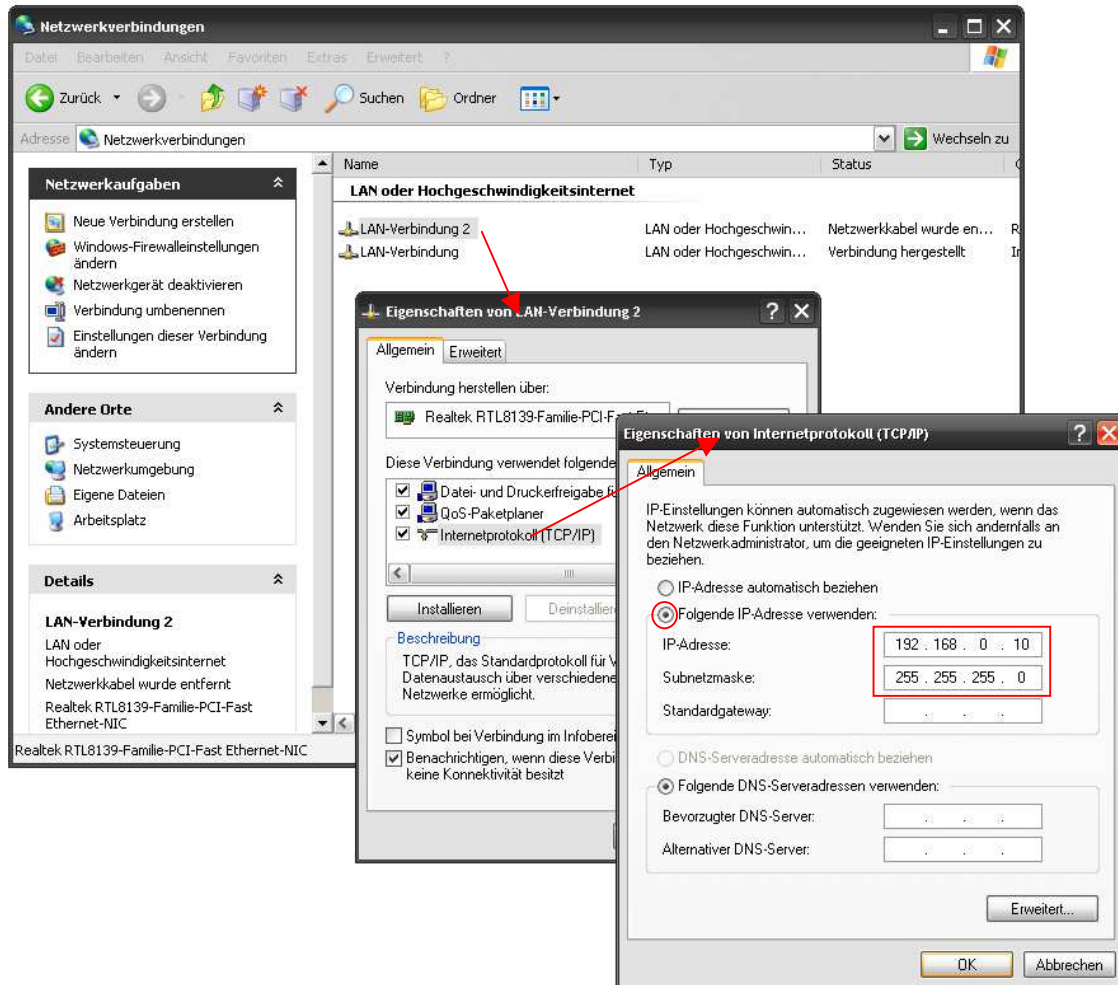 Netzwerkverbindungen
Datei Bearbeiten Ansicht Favoriten Extras Erweitert ?
Zurück Suchen Ordner
Adresse Netzwerkverbindungen Wechseln zu
Netzwerkaufgaben
Neue Verbindung erstellen
Windows-Firewalleinstellungen
ändern
Netzwerkgerät deaktivieren
Verbindung umbenennen
Einstellungen dieser Verbindung
ändern
Andere Orte
Systemsteuerung
Netzwerkumgebung
Eigene Dateien
Arbeitsplatz
Details
LAN-Verbindung 2
LAN oder
Hochgeschwindigkeitsinternet
Netzwerkkabel wurde entfernt
Realtek RTL8139-Familie-PCI-Fast
Ethernet-NIC
Realtek RTL8139-Familie-PCI-Fast Ethernet-NIC
Name Typ Status
LAN oder Hochgeschwindigkeitsinternet
LAN-Verbindung 2 LAN oder Hochgeschwin... Netzwerkkabel wurde en... R
LAN-Verbindung LAN oder Hochgeschwin... Verbindung hergestellt
Eigenschaften von LAN-Verbindung 2
Allgemein Erweitert
Verbindung herstellen über:
Realtek RTL8139-Familie-PCI-Fast
Diese Verbindung verwendet folgende
Datei- und Druckerfreigabe
QoS-Paketplaner
Internetprotokoll (TCP/IP)
Installieren Deinstallier
Beschreibung
TCP/IP, das Standardprotokoll für
Datenaustausch über verschiedene
Netzwerke ermöglicht.
Symbol bei Verbindung im Infoberei
Benachrichtigen, wenn diese Verbi
keine Konnektivität besitzt
Eigenschaften von Internetprotokoll (TCP/IP)
Allgemein
IP-Einstellungen können automatisch zugewiesen werden, wenn das
Netzwerk diese Funktion unterstützt. Wenden Sie sich andernfalls an
den Netzwerkadministrator, um die geeigneten IP-Einstellungen zu
beziehen.
IP-Adresse automatisch beziehen
Folgende IP-Adresse verwenden:
IP-Adresse: 192 . 168 . 0 . 10
Subnetzmaske: 255 . 255 . 255 . 0
Standardgateway: . . .
DNS-Serveradresse automatisch beziehen
Folgende DNS-Serveradressen verwenden:
Bevorzugter DNS-Server: . . .
Alternativer DNS-Server: . . .
Erweitert...
OK Abbrechen